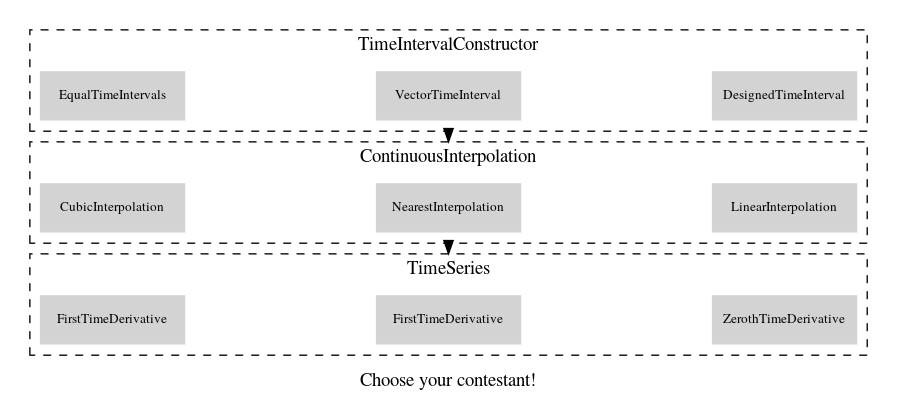 TimeIntervalConstructor
EqualTimeIntervals VectorTimeInterval DesignedTimeInterval
ContinuousInterpolation
CubicInterpolation NearestInterpolation LinearInterpolation
TimeSeries
FirstTimeDerivative FirstTimeDerivative ZerothTimeDerivative
Choose your contestant!